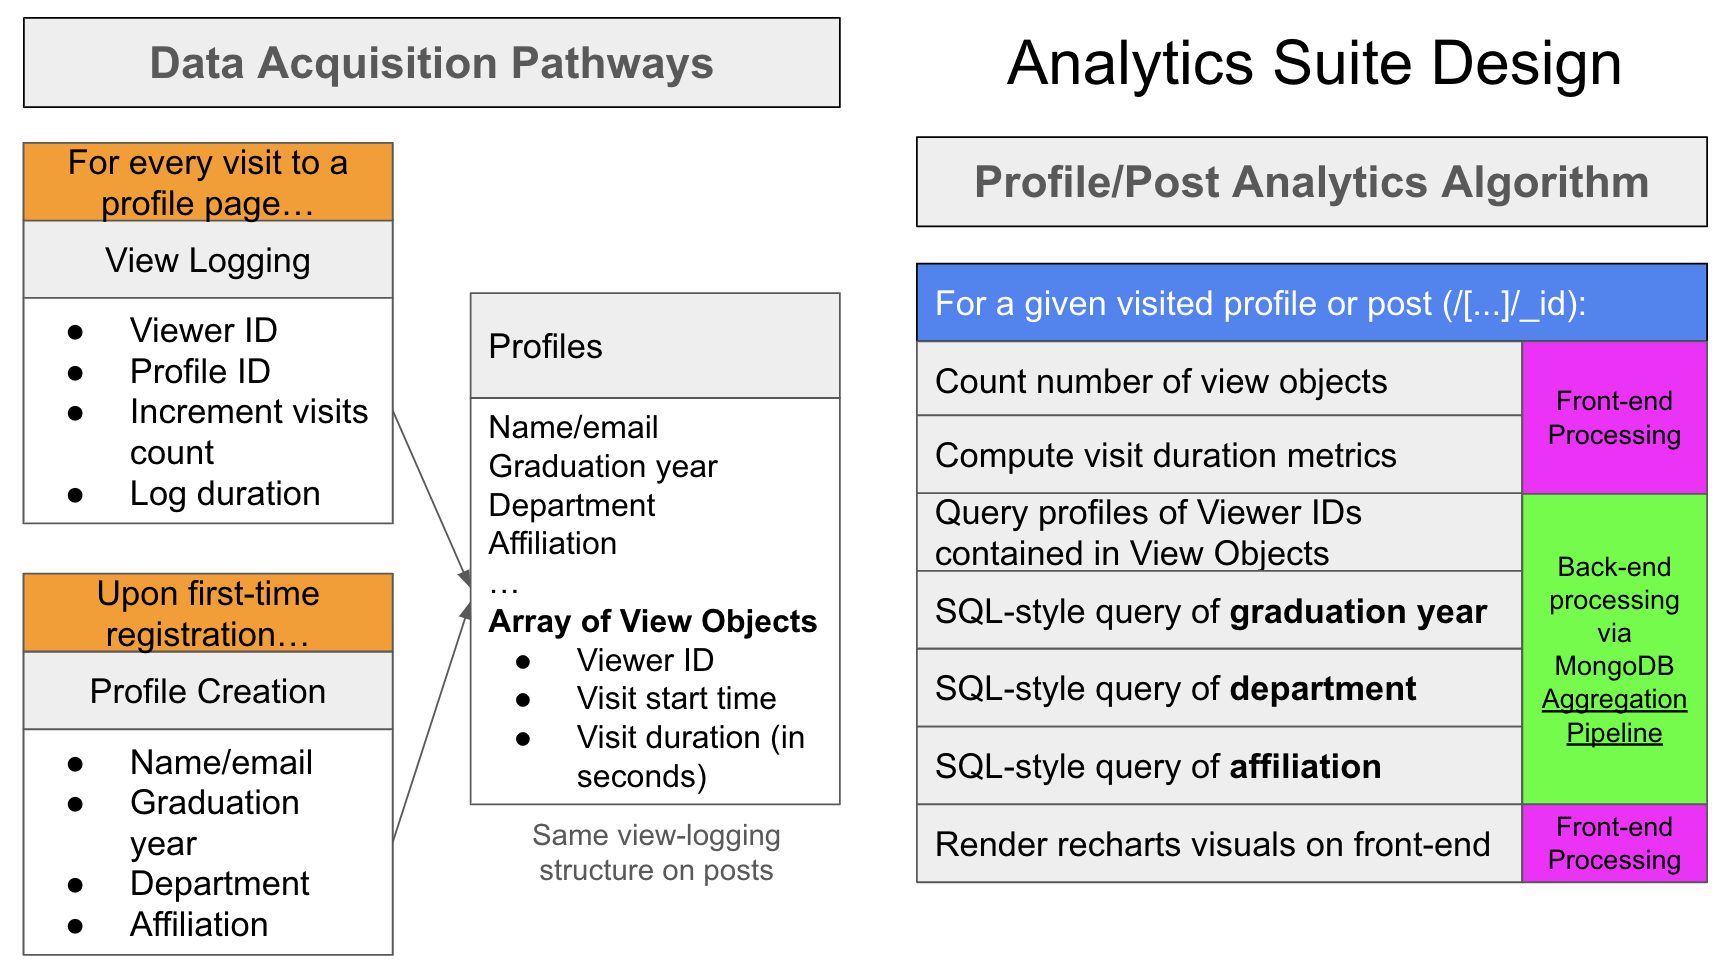 Data Acquisition Pathways
For every visit to a
profile page…
View Logging
● Viewer ID
● Profile ID
● Increment visits
count
● Log duration
Upon first-time
registration…
Profile Creation
● Name/email
● Graduation
year
● Department
● Affiliation
Profiles
Name/email
Graduation year
Department
Affiliation
…
Array of View Objects
● Viewer ID
● Visit start time
● Visit duration (in
seconds)
Same view-logging
structure on posts
Analytics Suite Design
Profile/Post Analytics Algorithm
For a given visited profile or post (/[...]/_id):
Count number of view objects
Compute visit duration metrics
Front-end
Processing
Query profiles of Viewer IDs
contained in View Objects
SQL-style query of graduation year
SQL-style query of department
SQL-style query of affiliation
Back-end
processing
via
MongoDB
Aggregation
Pipeline
Render recharts visuals on front-end
Front-end
Processing